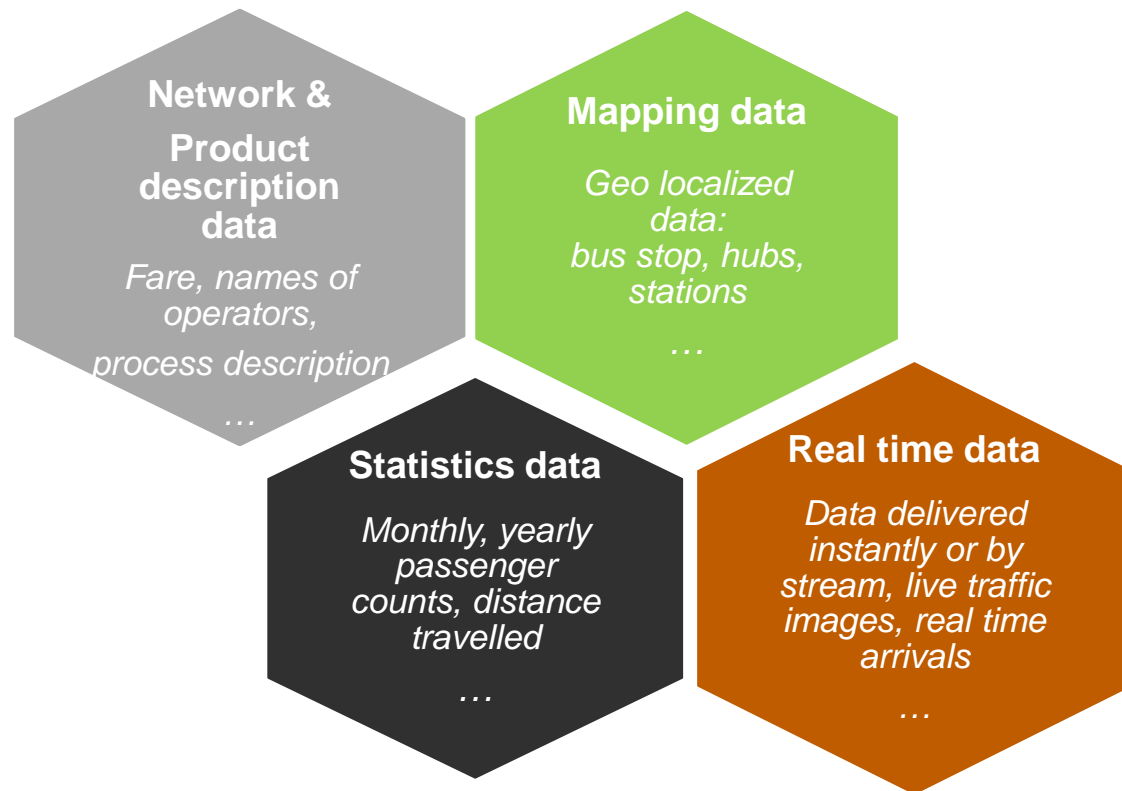 Network &
Product
description
data
Fare, names of
operators,
process description
…
Mapping data
Geo localized
data:
bus stop, hubs,
stations
…
Statistics data
Monthly, yearly
passenger
counts, distance
travelled
…
Real time data
Data delivered
instantly or by
stream, live traffic
images, real time
arrivals
…